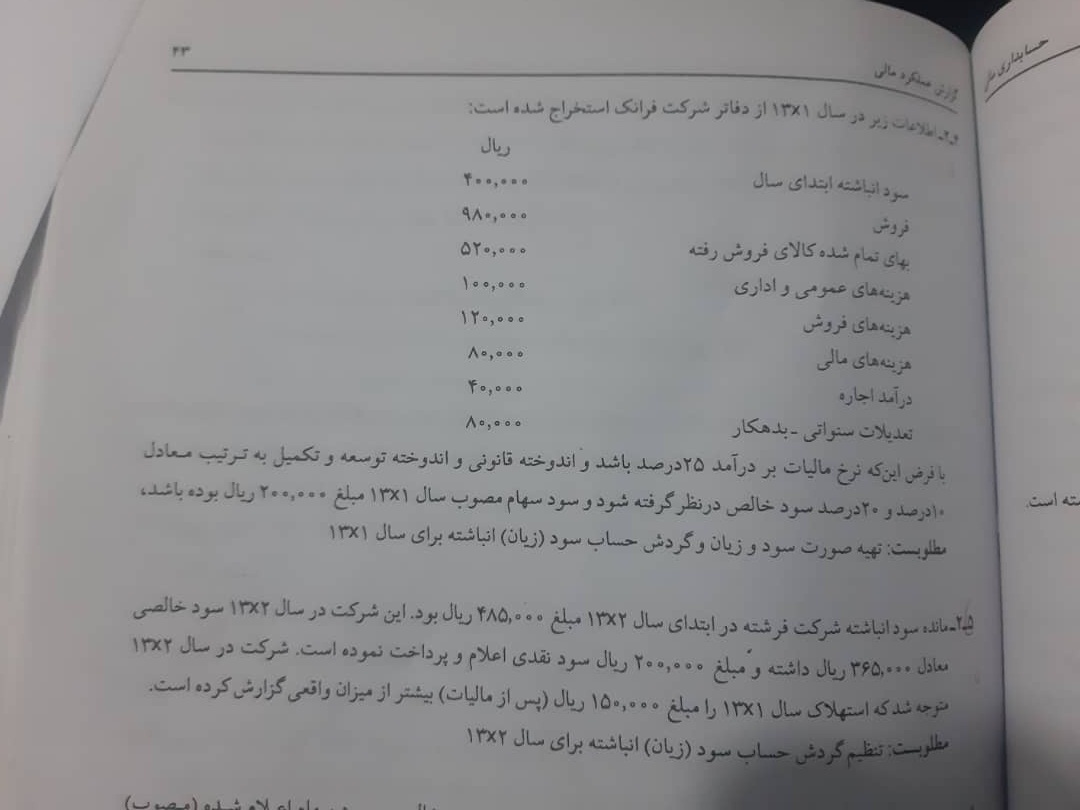 ۴۳
گزارش عملکرد مالی
۲ـ۴ـ اطلاعات زیر در سال ۱۳x۱ از دفاتر شرکت فرانک استخراج شده است:
ریال
سود انباشته ابتدای سال ۴۰۰,۰۰۰
فروش ۹۸۰,۰۰۰
بهای تمام شده کالای فروش رفته ۵۲۰,۰۰۰
هزینه‌های عمومی و اداری ۱۰۰,۰۰۰
هزینه‌های فروش ۱۲۰,۰۰۰
هزینه‌های مالی ۸۰,۰۰۰
درآمد اجاره ۴۰,۰۰۰
تعدیلات سنواتی ـ بدهکار ۸۰,۰۰۰
با فرض این‌که نرخ مالیات بر درآمد ۲۵درصد باشد و اندوخته قانونی و اندوخته توسعه و تکمیل به ترتیب معادل
۱۰درصد و ۲۰درصد سود خالص درنظر گرفته شود و سود سهام مصوب سال ۱۳x۱ مبلغ ۲۰۰,۰۰۰ ریال بوده باشد،
مطلوبست: تهیه صورت سود و زیان و گردش حساب سود (زیان) انباشته برای سال ۱۳x۱
۲ـ۵ـ مانده سود انباشته شرکت فرشته در ابتدای سال ۱۳x۲ مبلغ ۴۸۵,۰۰۰ ریال بود. این شرکت در سال ۱۳x۲ سود خالصی
معادل ۳۶۵,۰۰۰ ریال داشته و مبلغ ۲۰۰,۰۰۰ ریال سود نقدی اعلام و پرداخت نموده است. شرکت در سال ۱۳x۲
متوجه شد که استهلاک سال ۱۳x۱ را مبلغ ۱۵۰,۰۰۰ ریال (پس از مالیات) بیشتر از میزان واقعی گزارش کرده است.
مطلوبست: تنظیم گردش حساب سود (زیان) انباشته برای سال ۱۳x۲
اعلام شده (مصوب)
حسابداری
است.